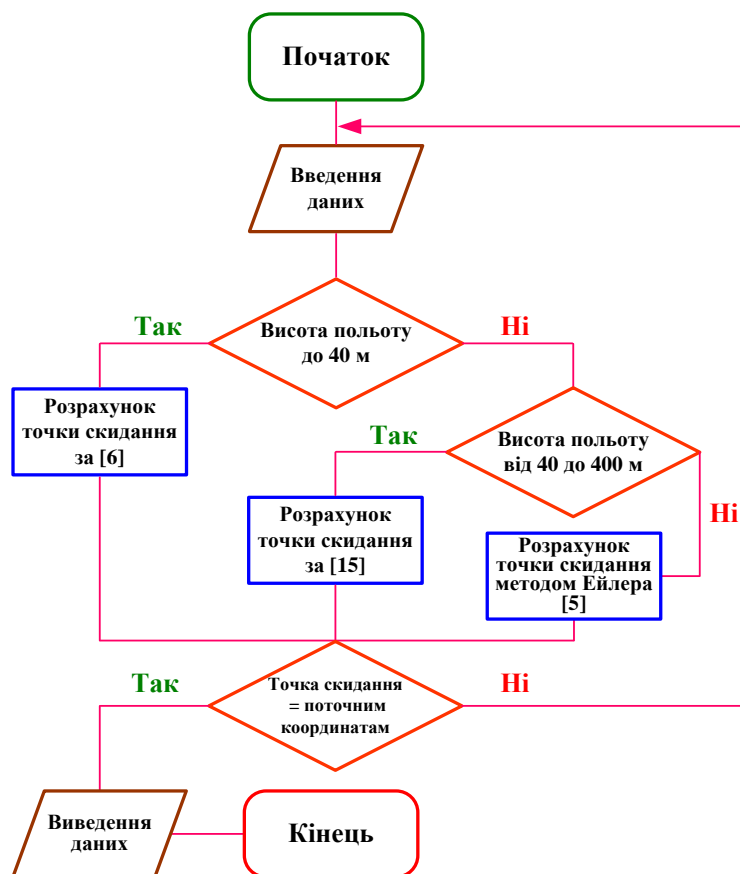 Початок
Введення
даних
Так
Висота польоту
до 40 м
Ні
Розрахунок
точки скидання
за [6]
Так
Висота польоту
від 40 до 400 м
Ні
Розрахунок
точки скидання
за [15]
Розрахунок
точки скидання
методом Ейлера
[5]
Так
Точка скидання
= поточним
координатам
Ні
Виведення
даних
Кінець